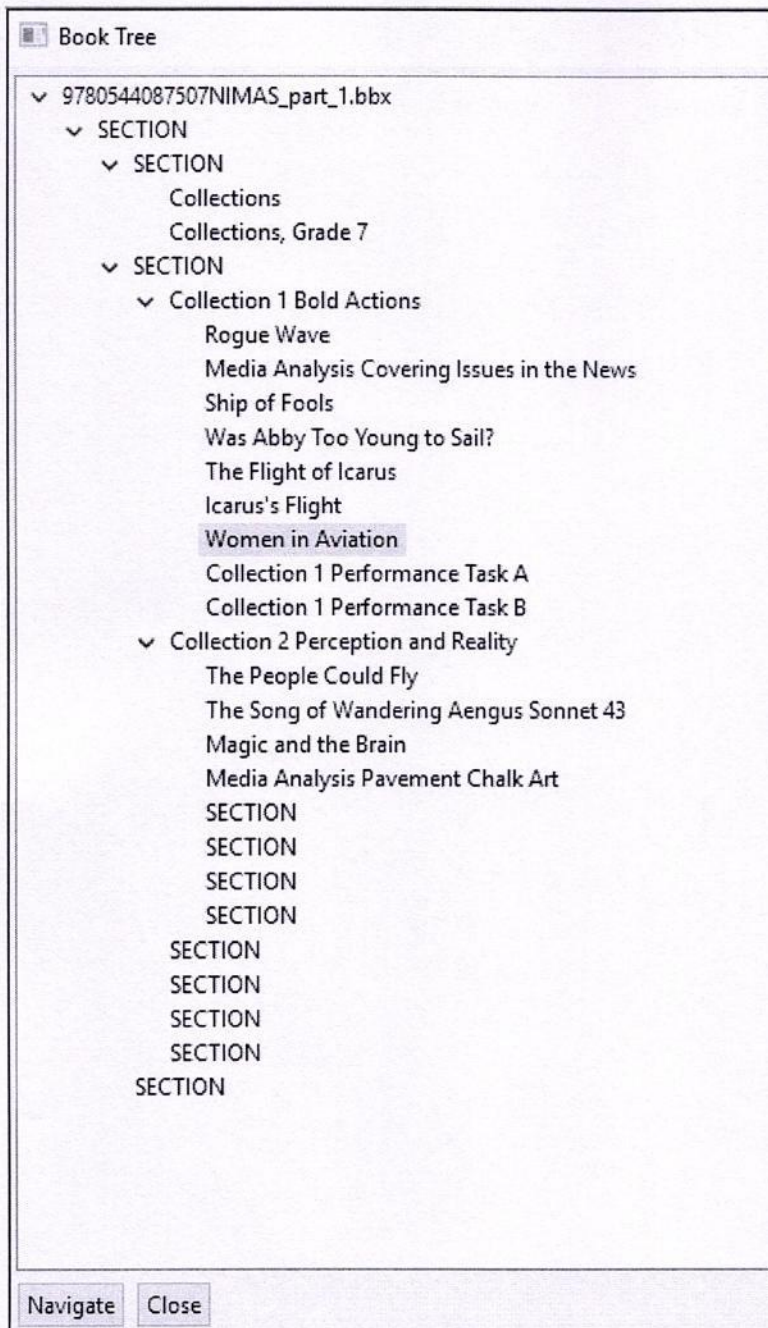 Book Tree
9780544087507NIMAS_part_1.bbx
SECTION
SECTION
Collections
Collections, Grade 7
SECTION
Collection 1 Bold Actions
Rogue Wave
Media Analysis Covering Issues in the News
Ship of Fools
Was Abby Too Young to Sail?
The Flight of Icarus
Icarus's Flight
Women in Aviation
Collection 1 Performance Task A
Collection 1 Performance Task B
Collection 2 Perception and Reality
The People Could Fly
The Song of Wandering Aengus Sonnet 43
Magic and the Brain
Media Analysis Pavement Chalk Art
SECTION
SECTION
SECTION
SECTION
SECTION
SECTION
SECTION
SECTION
SECTION
Navigate Close